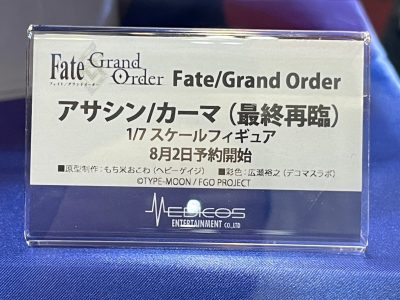 Fate Grand Order Fate/Grand Order
フェイト/グランドオーダー
アサシン/カーマ（最終再臨）
1/7 スケールフィギュア
8月2日予約開始
■原型制作：もち米おこわ（ヘビーゲイジ） ■彩色：広瀬裕之（デコマスラボ）
©TYPE-MOON / FGO PROJECT
MEDICOS
ENTERTAINMENT CO.,LTD